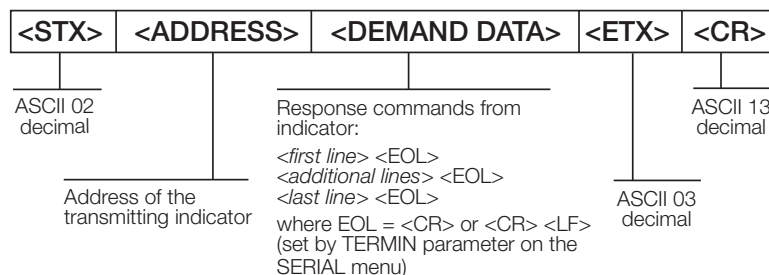 <STX> <ADDRESS> <DEMAND DATA> <ETX> <CR>
ASCII 02
decimal
Address of the
transmitting indicator
Response commands from
indicator:
<first line> <EOL>
<additional lines> <EOL>
<last line> <EOL>
where EOL = <CR> or <CR> <LF>
(set by TERMIN parameter on the
SERIAL menu)
ASCII 03
decimal
ASCII 13
decimal